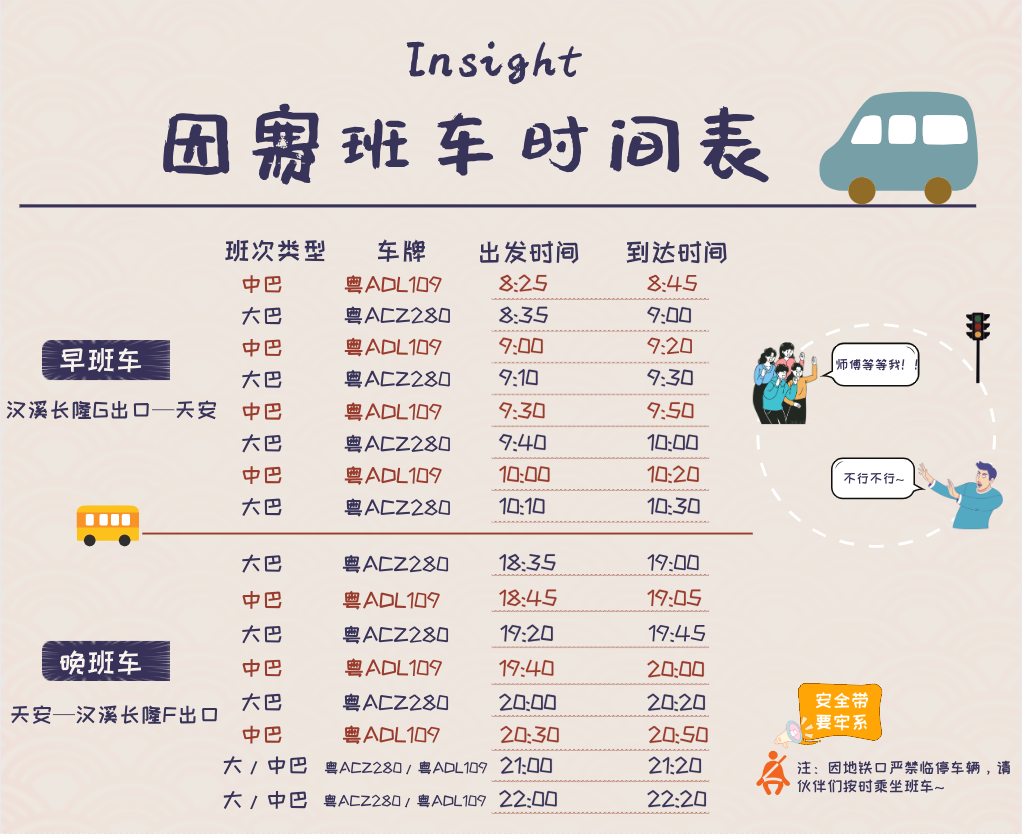 Insight
因赛班车时间表
班次类型 车牌 出发时间 到达时间
中巴 粤ADL109 8:25 8:45
大巴 粤ACZ280 8:35 9:00
中巴 粤ADL109 9:00 9:20
大巴 粤ACZ280 9:10 9:30
中巴 粤ADL109 9:30 9:50
大巴 粤ACZ280 9:40 10:00
中巴 粤ADL109 10:00 10:20
大巴 粤ACZ280 10:10 10:30
早班车
汉溪长隆G出口—天安
师傅等等我！！
不行不行~
大巴 粤ACZ280 18:35 19:00
中巴 粤ADL109 18:45 19:05
大巴 粤ACZ280 19:20 19:45
中巴 粤ADL109 19:40 20:00
大巴 粤ACZ280 20:00 20:20
中巴 粤ADL109 20:30 20:50
大 / 中巴 粤ACZ280 / 粤ADL109 21:00 21:20
大 / 中巴 粤ACZ280 / 粤ADL109 22:00 22:20
晚班车
天安—汉溪长隆F出口
安全带
要牢系
注：因地铁口严禁临停车辆，请
伙伴们按时乘坐班车~